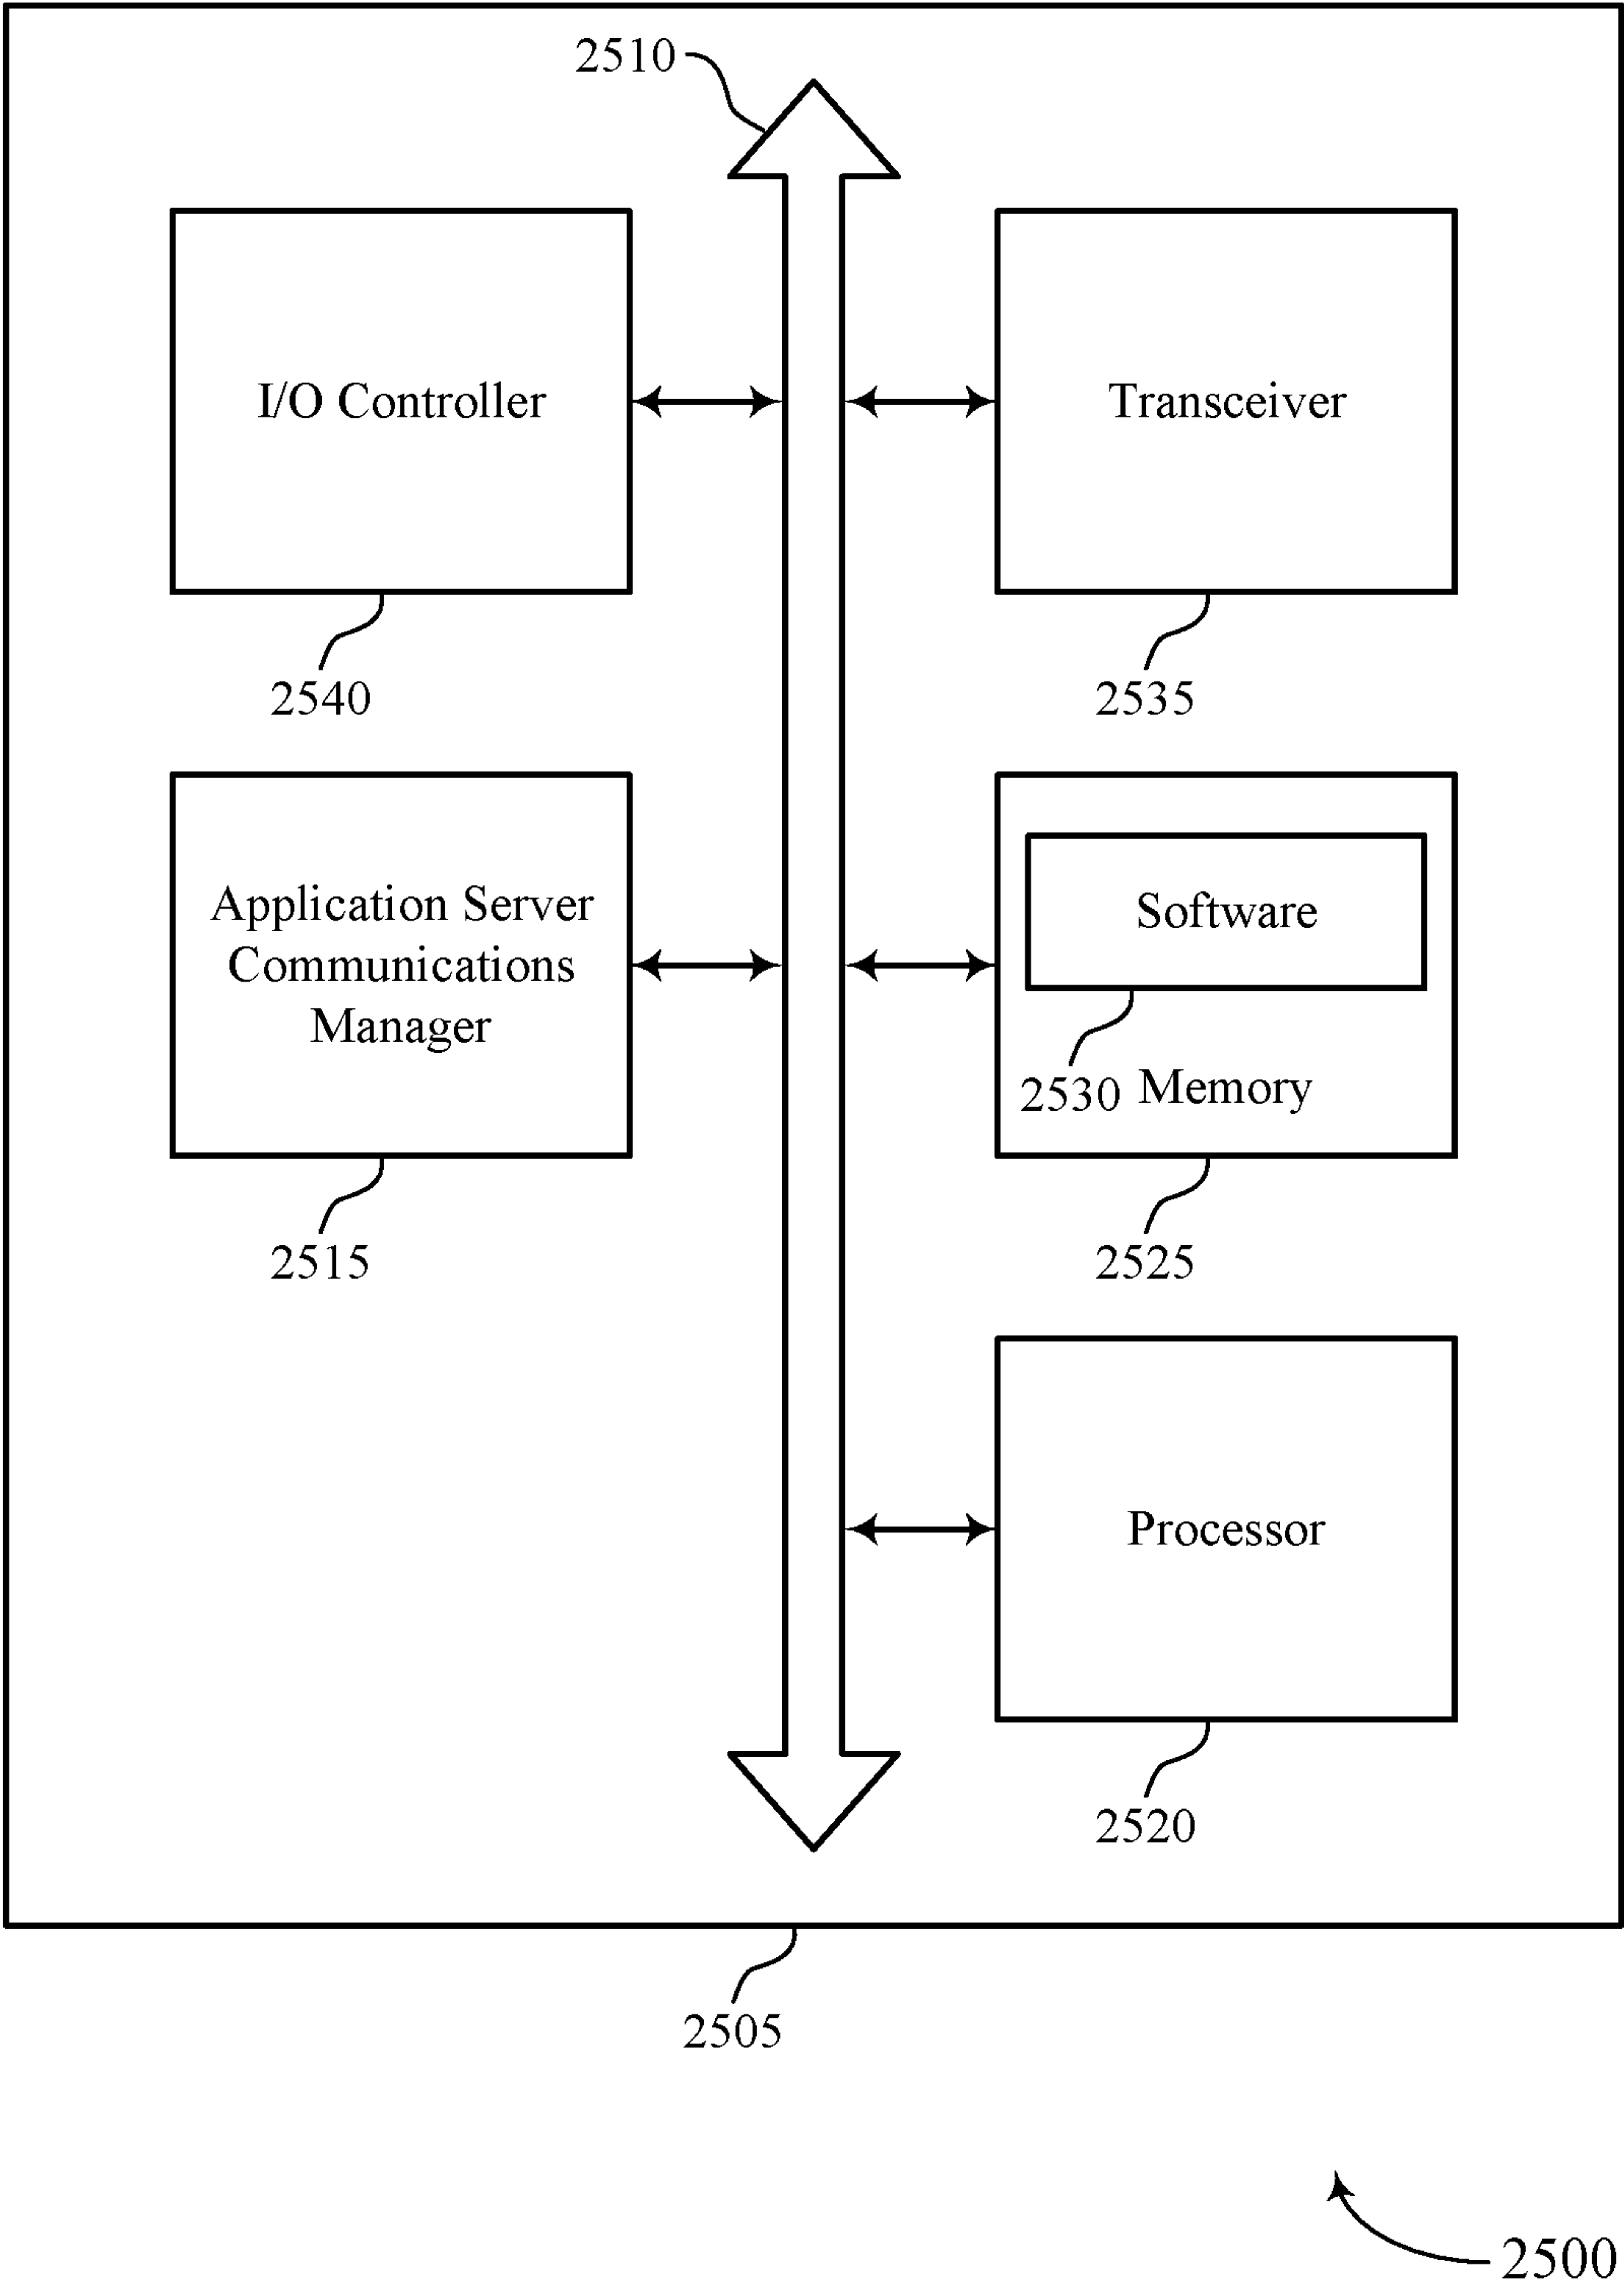 2510
I/O Controller
Transceiver
2540
2535
Application Server
Communications
Manager
Software
2530 Memory
2515
2525
Processor
2520
2505
2500